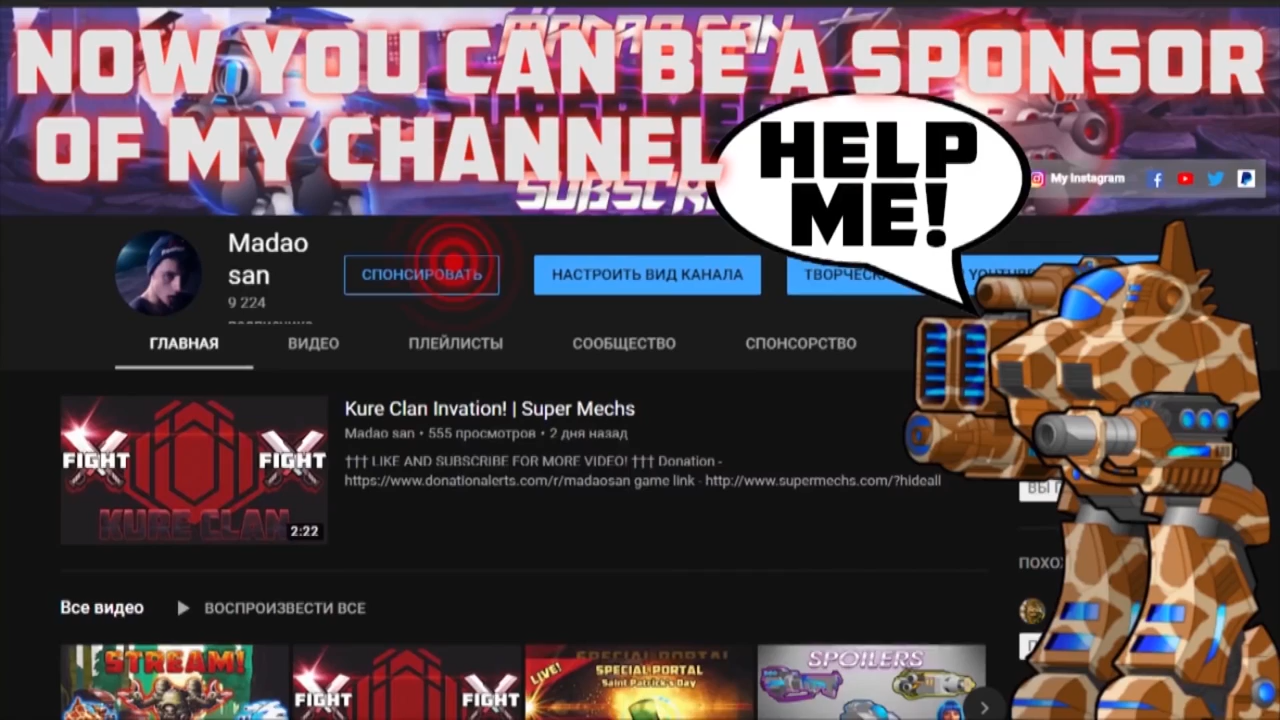 MADAO SAN
NOW YOU CAN BE A SPONSOR
OF MY CHANNEL
HELP
ME!
My Instagram
Madao
san
9 224
СПОНСИРОВАТЬ
НАСТРОИТЬ ВИД КАНАЛА
ГЛАВНАЯ
ВИДЕО
ПЛЕЙЛИСТЫ
СООБЩЕСТВО
СПОНСОРСТВО
Kure Clan Invation! | Super Mechs
Madao san • 555 просмотров • 2 дня назад
††† LIKE AND SUBSCRIBE FOR MORE VIDEO! ††† Donation -
https://www.donationalerts.com/r/madaosan game link - http://www.supermechs.com/?hideall
FIGHT
FIGHT
KURE CLAN
2:22
Все видео
ВОСПРОИЗВЕСТИ ВСЕ
STREAM!
FIGHT
FIGHT
LIVE!
SPECIAL PORTAL
SPECIAL PORTAL
Saint Patrick's Day
SPOILERS